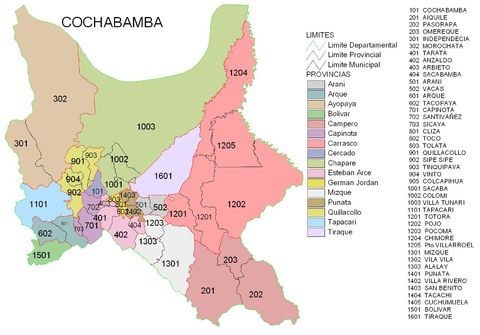 COCHABAMBA
LIMITES
Limite Departamental
Limite Provincial
Limite Municipal
PROVINCIAS
Arani
Arque
Ayopaya
Bolivar
Campero
Capinota
Carrasco
Cercado
Chapare
Esteban Arce
German Jordan
Mizque
Punata
Quillacollo
Tapacari
Tiraque
101 COCHABAMBA
201 AIQUILE
202 PASORAPA
203 OMEREQUE
301 INDEPENDECIA
302 MOROCHATA
401 TARATA
402 ANZALDO
403 ARBIETO
404 SACABAMBA
501 ARANI
502 VACAS
601 ARQUE
602 TACOPAYA
701 CAPINOTA
702 SANTIVAÑEZ
703 SICAYA
801 CLIZA
802 TOCO
803 TOLATA
901 QUILLACOLLO
902 SIPE SIPE
903 TINQUIPAYA
904 VINTO
905 COLCAPIHUA
1001 SACABA
1002 COLOMI
1003 VILLA TUNARI
1101 TAPACARI
1201 TOTORA
1202 POJO
1203 POCOMA
1204 CHIMORE
1205 Pto.VILLARROEL
1301 MIZQUE
1302 VILA VILA
1303 ALALAY
1401 PUNATA
1402 VILLA RIVERO
1403 SAN BENITO
1404 TACACHI
1405 CUCHUMUELA
1501 BOLIVAR
1601 TIRAQUE
1204
302
1003
1205
301
901
903
1002
1601
904
902
1001
101
1101
1403
501
502
1201
1201
1202
602
703
701
702
401
402
404
1303
1303
1301
1203
1501
203
201
202